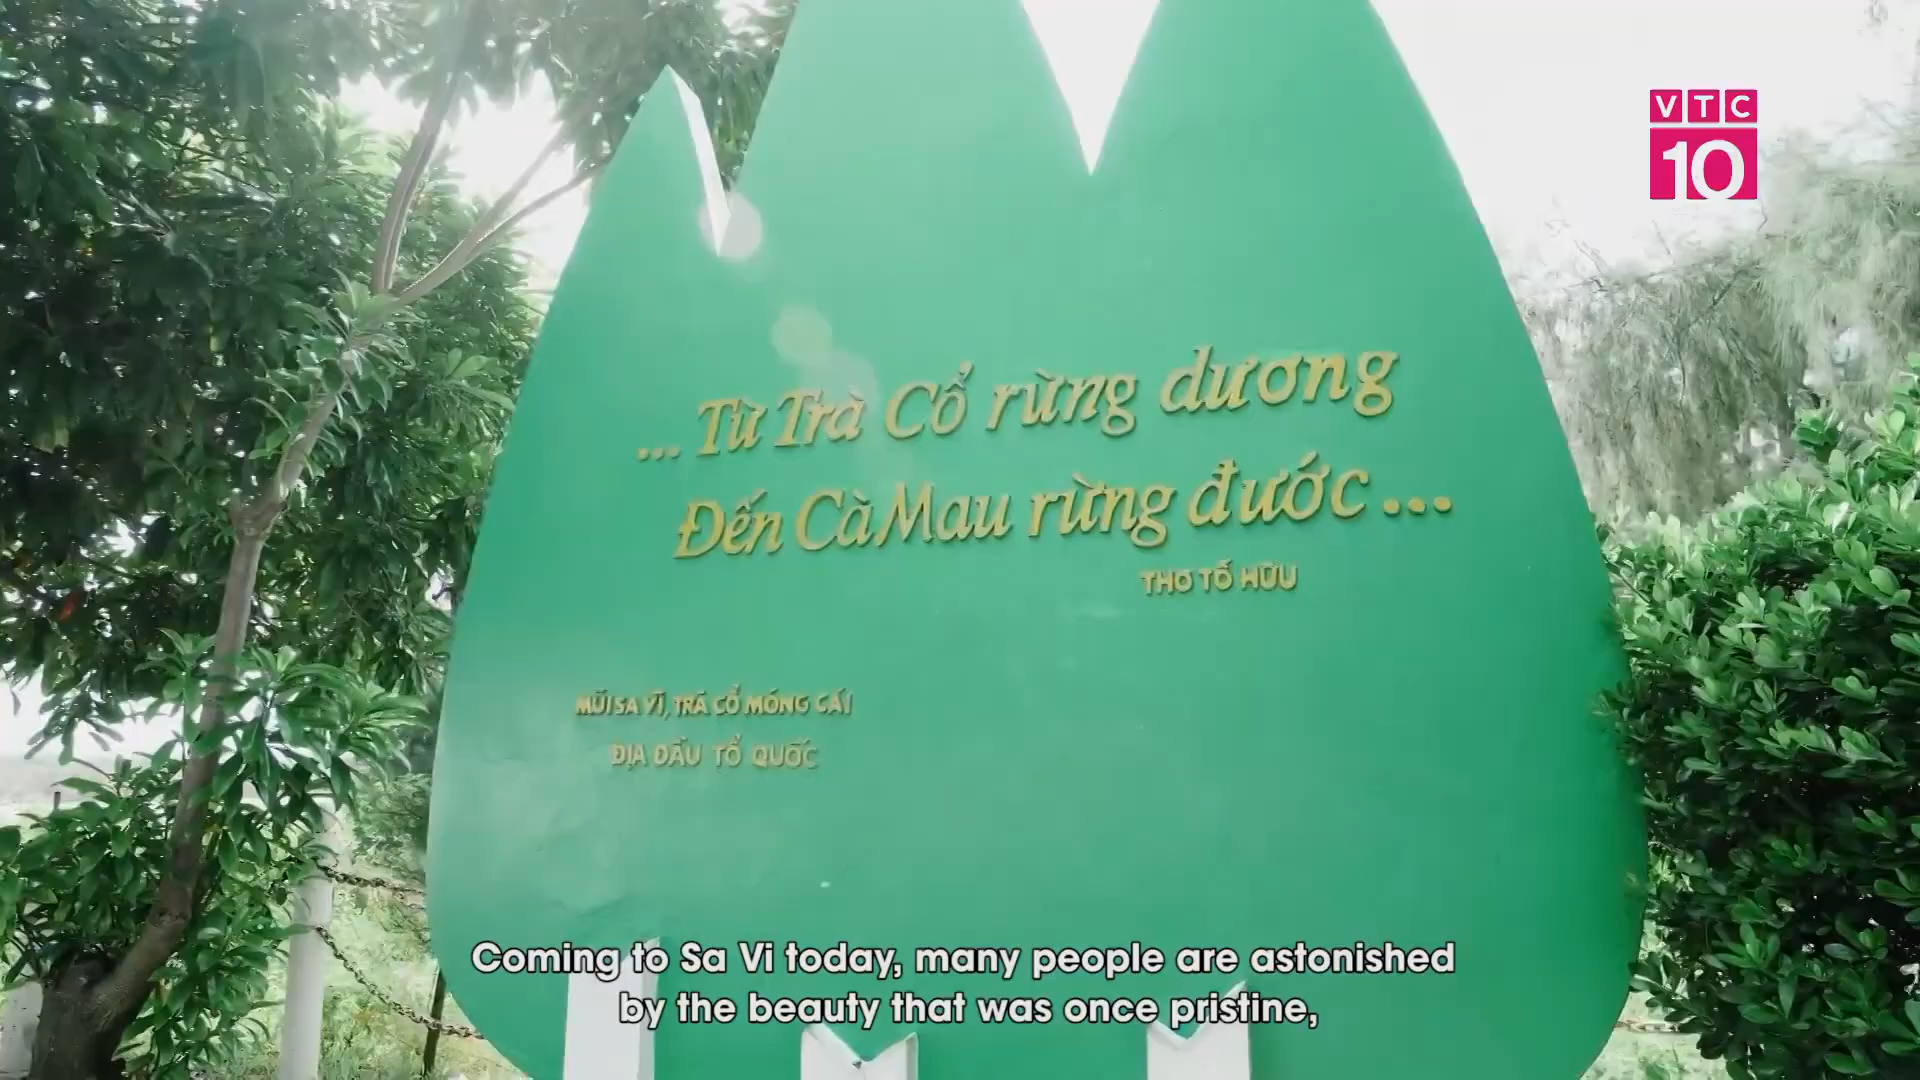 VTC
10
... Từ Trà Cổ rừng dương
Đến Cà Mau rừng đước ...
THƠ TỐ HỮU
MŨI SA VĨ, TRÀ CỔ MÓNG CÁI
ĐỊA ĐẦU TỔ QUỐC
Coming to Sa Vi today, many people are astonished
by the beauty that was once pristine,